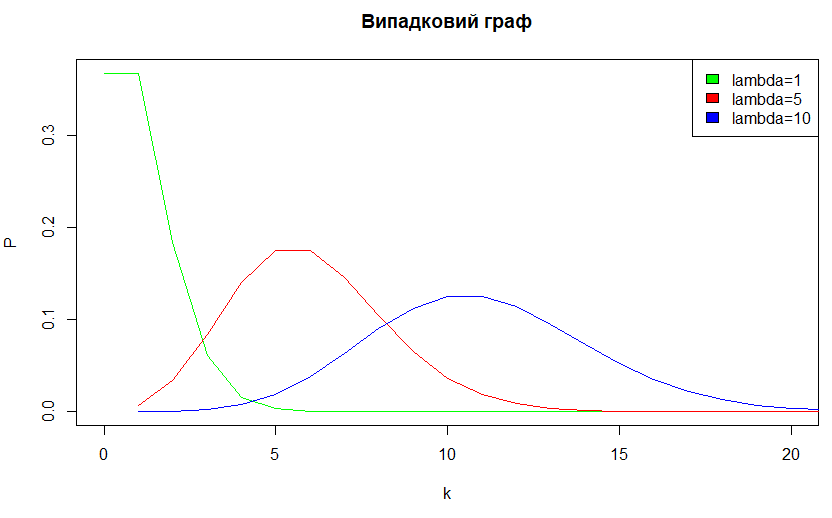 Випадковий граф
lambda=1
lambda=5
lambda=10
P
0.3
0.2
0.1
0.0
0 5 10 15 20
k